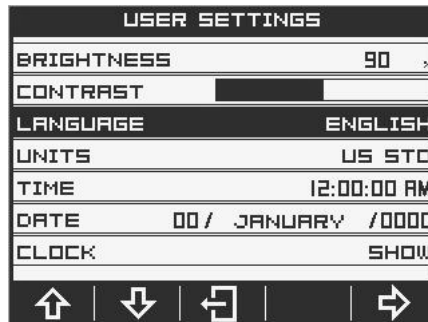 USER SETTINGS
BRIGHTNESS 90
CONTRAST
LANGUAGE ENGLISH
UNITS US STD
TIME 12:00:00 AM
DATE 00 / JANUARY /0000
CLOCK SHOW